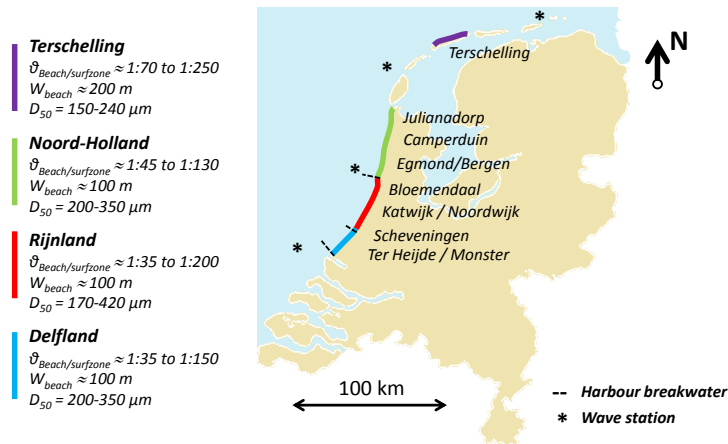 Terschelling
ϑBeach/surfzone ≈ 1:70 to 1:250
Wbeach ≈ 200 m
D50 = 150-240 μm
Noord-Holland
ϑBeach/surfzone ≈ 1:45 to 1:130
Wbeach ≈ 100 m
D50 = 200-350 μm
Rijnland
ϑBeach/surfzone ≈ 1:35 to 1:200
Wbeach ≈ 100 m
D50 = 170-420 μm
Delfland
ϑBeach/surfzone ≈ 1:35 to 1:150
Wbeach ≈ 100 m
D50 = 200-350 μm
*
*
Terschelling
N
Julianadorp
Camperduin
Egmond/Bergen
*
Bloemendaal
Katwijk / Noordwijk
Scheveningen
*
Ter Heijde / Monster
100 km
-- Harbour breakwater
* Wave station